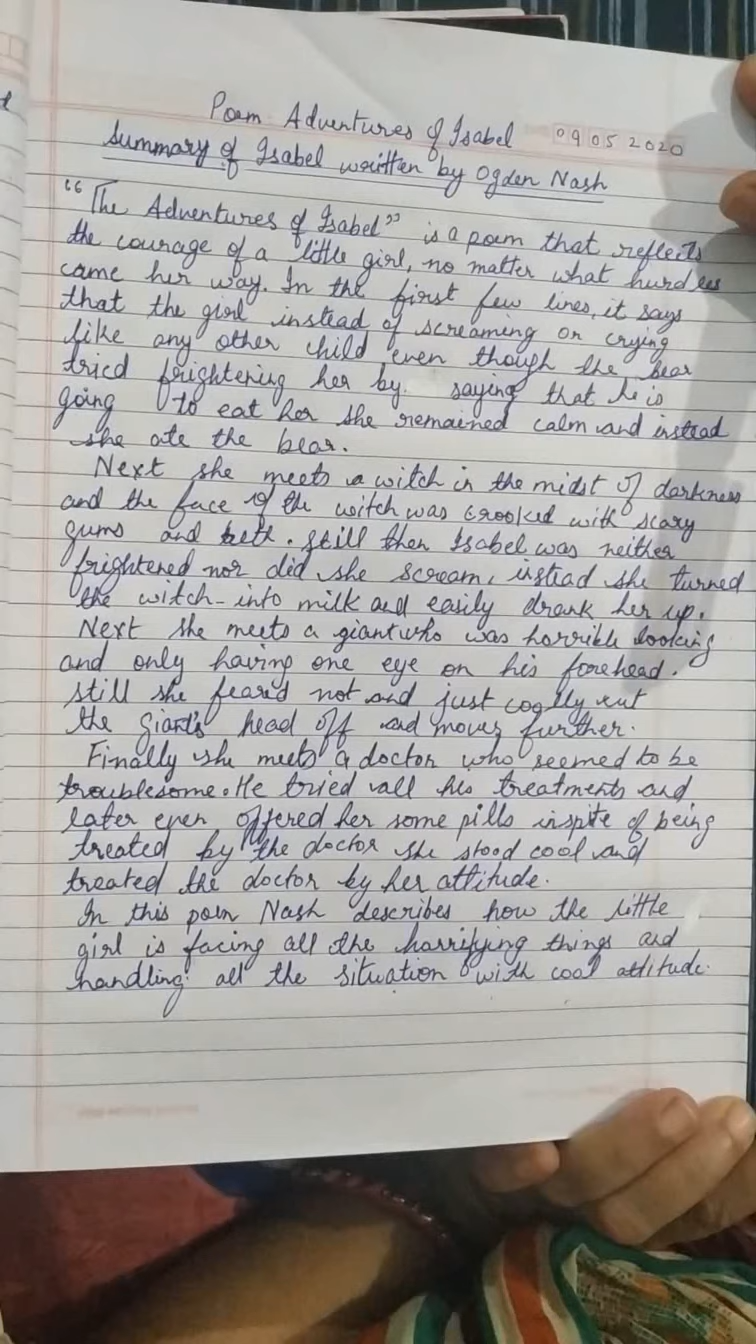 Poem Adventures of Isabel
09 05 2020
Summary of Isabel written by Ogden Nash
"The Adventures of Isabel" is a poem that reflects
the courage of a little girl, no matter what hurdles
came her way. In the first few lines, it says
that the girl instead of screaming or crying
like any other child even though the bear
tried frightening her by saying that he is
going to eat her she remained calm and instead
she ate the bear.
Next she meets a witch in the midst of darkness
and the face of the witch was crooked with scary
gums and teeth. Still then Isabel was neither
frightened nor did she scream, instead she turned
the witch into milk and easily drank her up.
Next she meets a giant who was horrible looking
and only having one eye on his forehead.
Still she feared not and just coolly cut
the giant's head off and moves further.
Finally she meets a doctor who seemed to be
troublesome. He tried all his treatments and
later even offered her some pills inspite of being
treated by the doctor she stood cool and
treated the doctor by her attitude.
In this poem Nash describes how the little
girl is facing all the horrifying things and
handling all the situation with cool attitude.